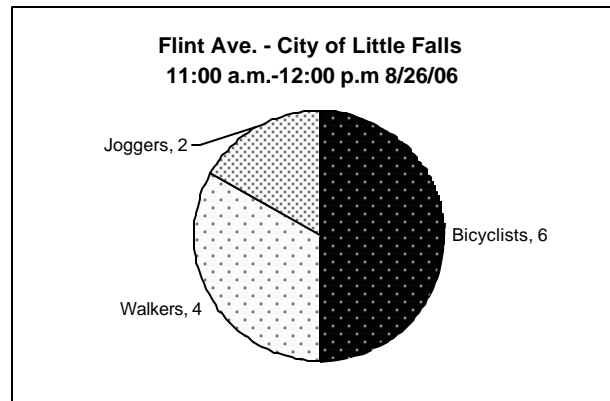 Flint Ave. - City of Little Falls
11:00 a.m.-12:00 p.m 8/26/06
Joggers, 2
Bicyclists, 6
Walkers, 4